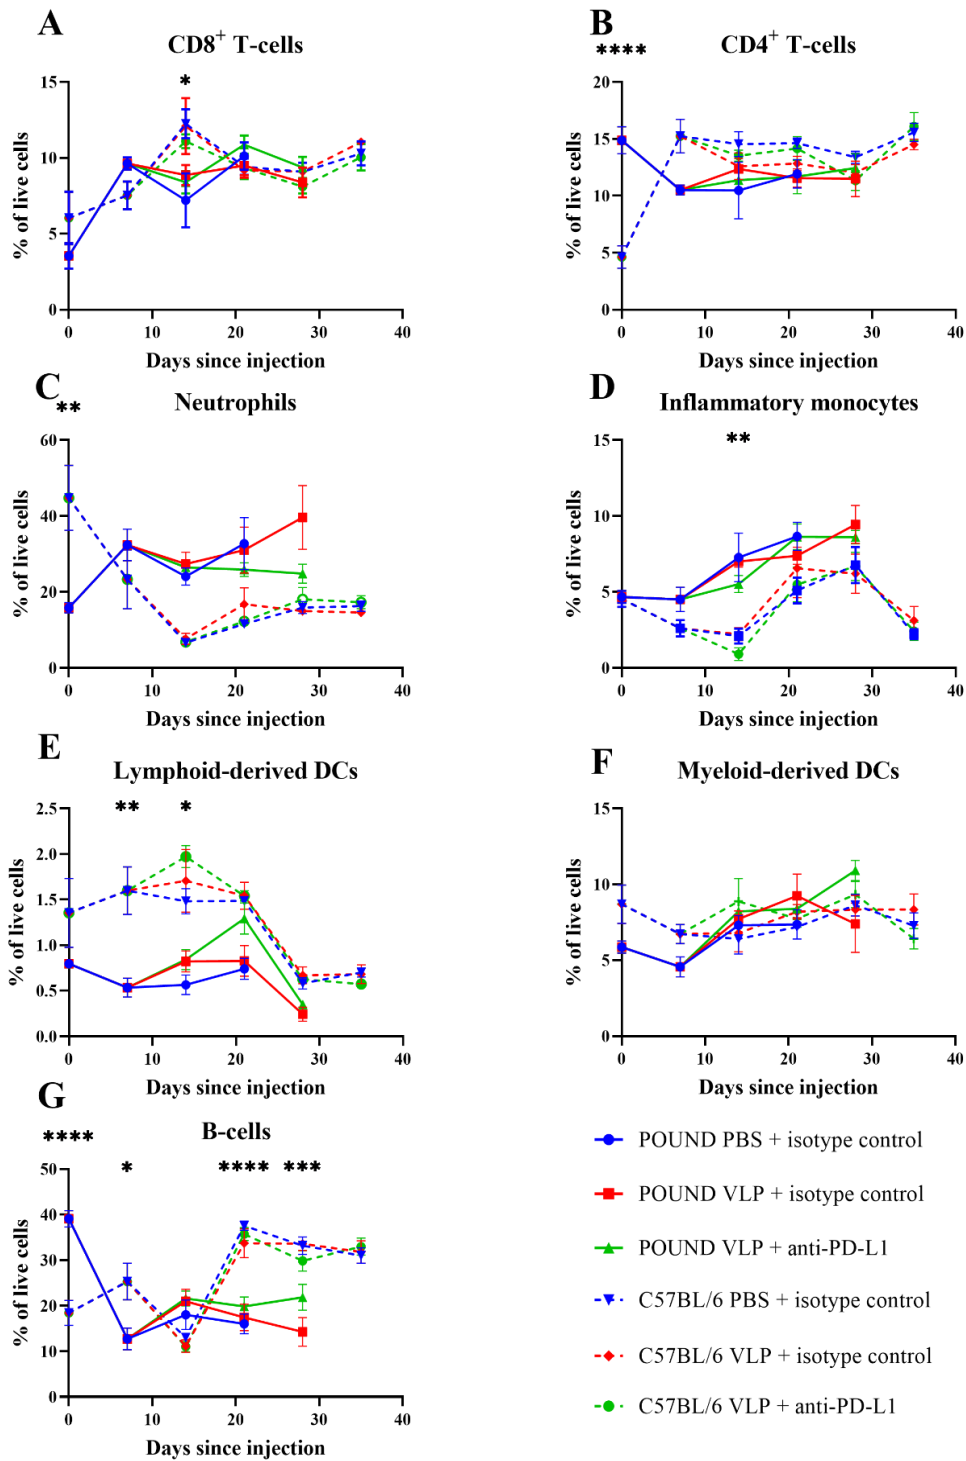 A
CD8+ T-cells
*
% of live cells
15
10
5
0
0 10 20 30 40
Days since injection
B
CD4+ T-cells
****
% of live cells
20
15
10
5
0
0 10 20 30 40
Days since injection
C
Neutrophils
**
% of live cells
60
40
20
0
0 10 20 30 40
Days since injection
D
Inflammatory monocytes
**
% of live cells
15
10
5
0
0 10 20 30 40
Days since injection
E
Lymphoid-derived DCs
** *
% of live cells
2.5
2.0
1.5
1.0
0.5
0.0
0 10 20 30 40
Days since injection
F
Myeloid-derived DCs
% of live cells
15
10
5
0
0 10 20 30 40
Days since injection
G
B-cells
**** * **** ***
% of live cells
50
40
30
20
10
0
0 10 20 30 40
Days since injection
POUND PBS + isotype control
POUND VLP + isotype control
POUND VLP + anti-PD-L1
C57BL/6 PBS + isotype control
C57BL/6 VLP + isotype control
C57BL/6 VLP + anti-PD-L1